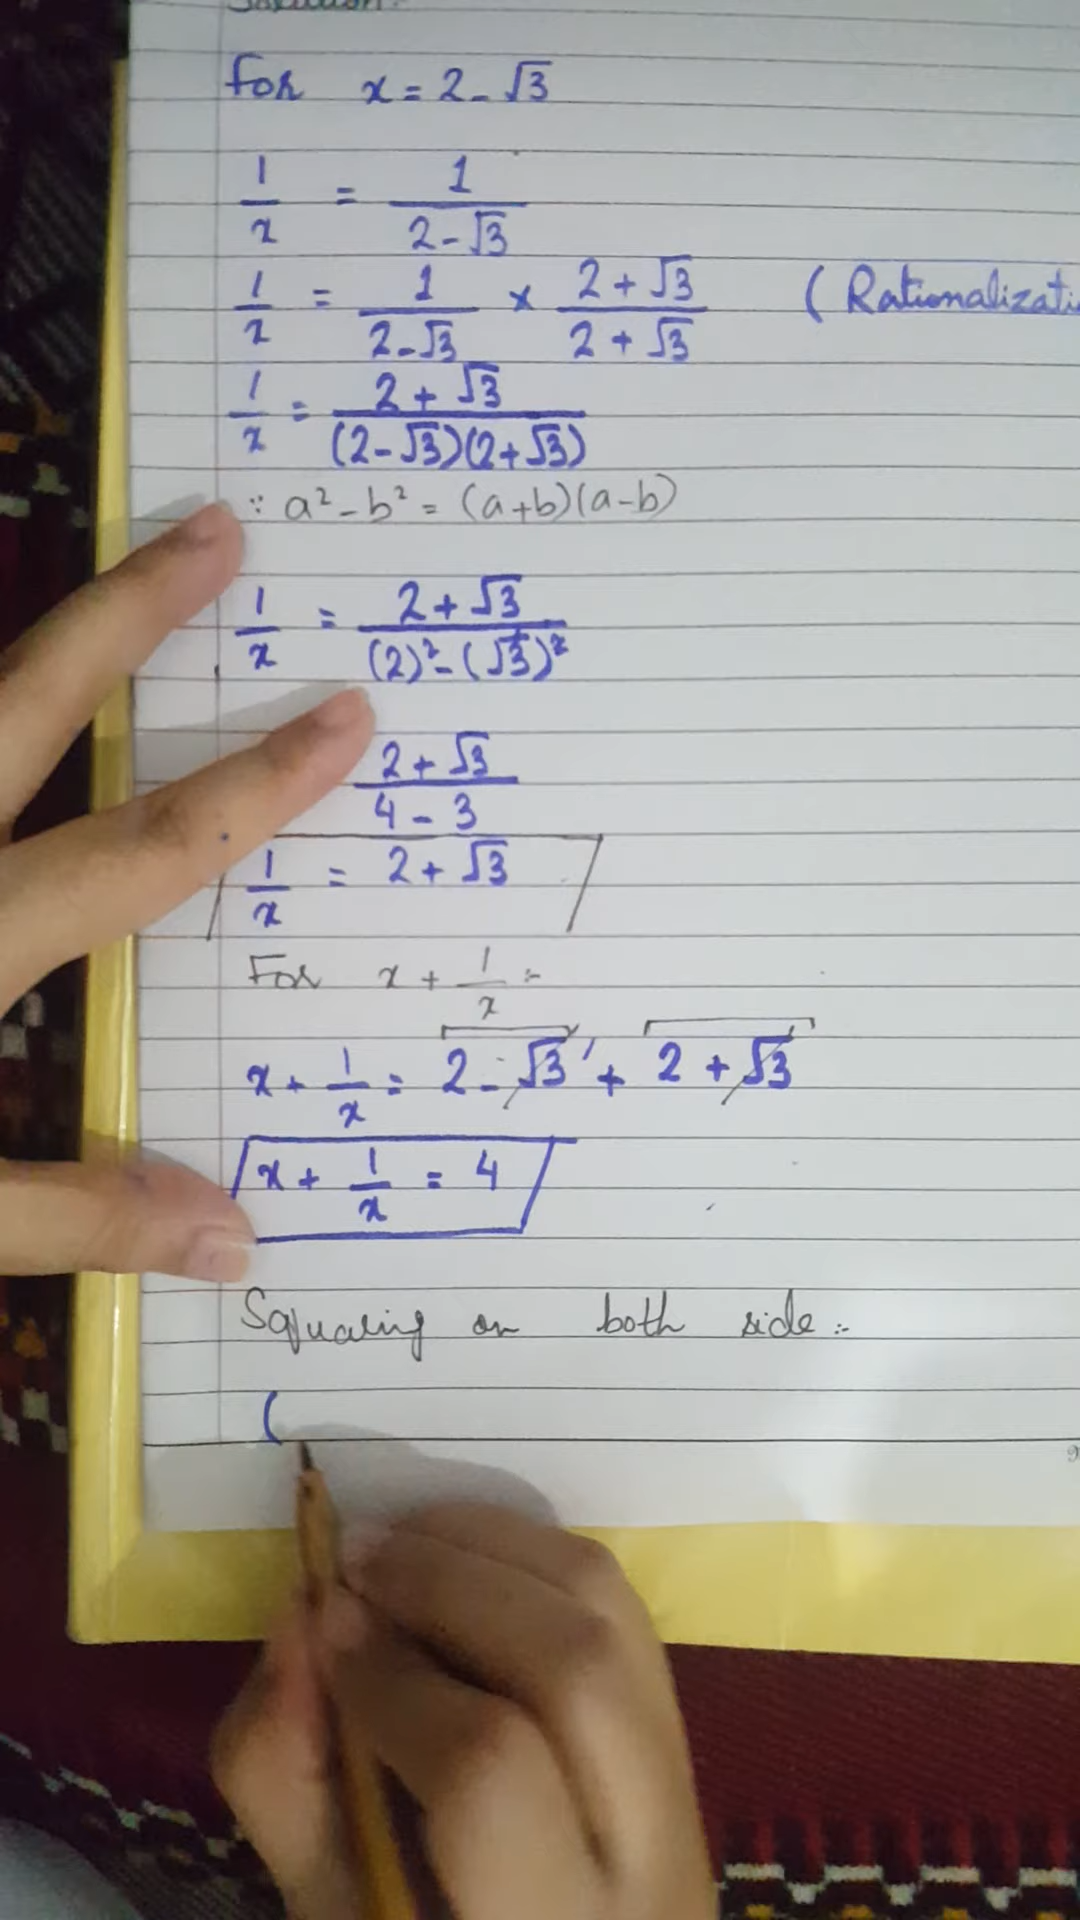 Solution:
for x = 2 - √3
1/x = 1/(2 - √3)
1/x = 1/(2 - √3) × (2 + √3)/(2 + √3) (Rationalizati
1/x = (2 + √3)/((2 - √3)(2 + √3))
∵ a² - b² = (a+b)(a-b)
1/x = (2 + √3)/((2)² - (√3)²)
(2 + √3)/(4 - 3)
1/x = 2 + √3
For x + 1/x :-
x + 1/x = 2 - √3 + 2 + √3
x + 1/x = 4
Squaring on both side :-
(